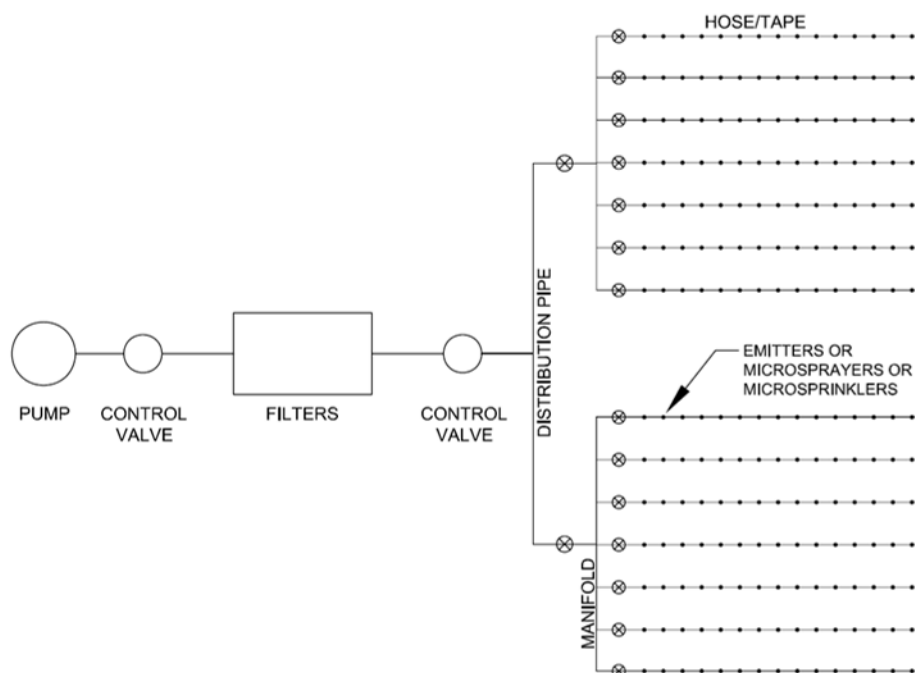 HOSE/TAPE
DISTRIBUTION PIPE
EMITTERS OR
MICROSPRAYERS OR
MICROSPRINKLERS
PUMP
CONTROL
VALVE
FILTERS
CONTROL
VALVE
MANIFOLD